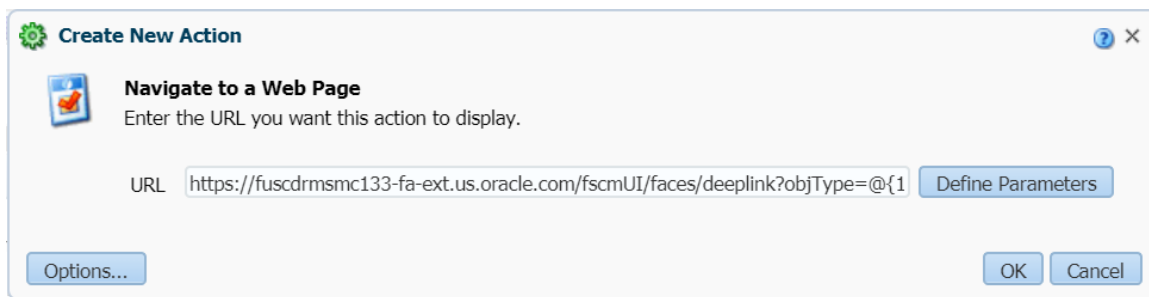 Create New Action
Navigate to a Web Page
Enter the URL you want this action to display.
URL https://fuscdrmsmc133-fa-ext.us.oracle.com/fscmUI/faces/deeplink?objType=@{1 Define Parameters
Options... OK Cancel